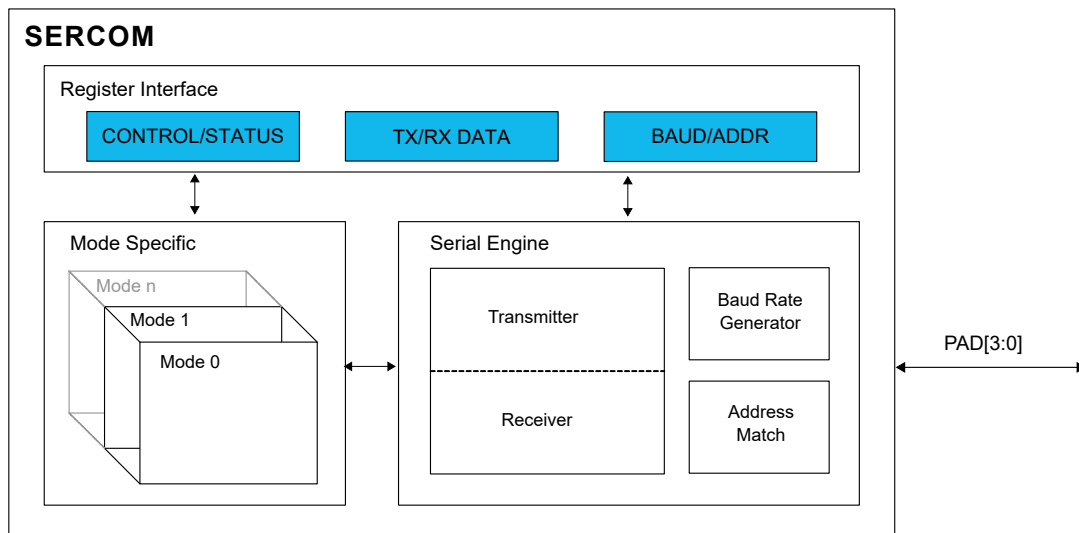 SERCOM
Register Interface
CONTROL/STATUS
TX/RX DATA
BAUD/ADDR
Mode Specific
Mode n
Mode 1
Mode 0
Serial Engine
Transmitter
Receiver
Baud Rate
Generator
Address
Match
PAD[3:0]